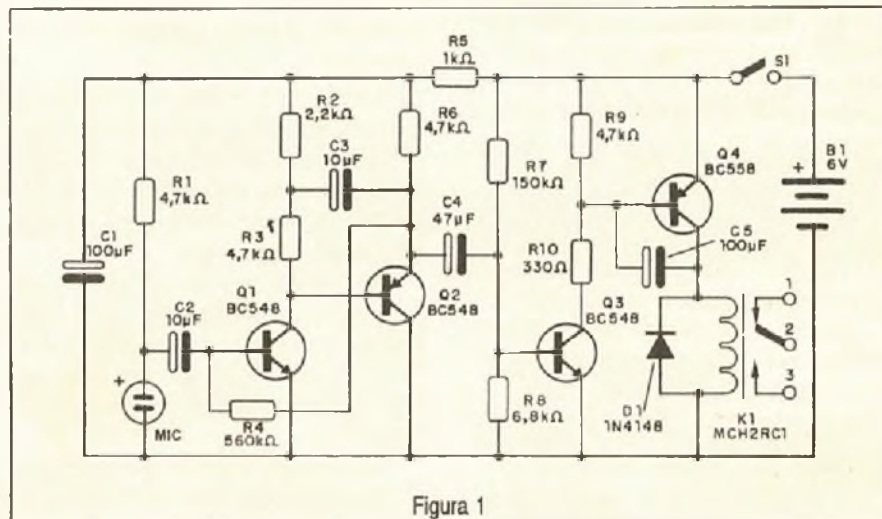 R5
1kΩ
S1
R2
2,2kΩ
R6
4,7kΩ
R9
4,7kΩ
C3
10µF
Q4
BC558
B1
6V
+
R1
4,7kΩ
R7
150kΩ
C4
47µF
C1
100µF
R3
4,7kΩ
C5
100µF
R10
330Ω
C2
10µF
Q1
BC548
Q2
BC548
Q3
BC548
1
2
3
+
MIC
R4
560kΩ
R8
6,8kΩ
D1
1N4148
K1
MCH2RC1
Figura 1